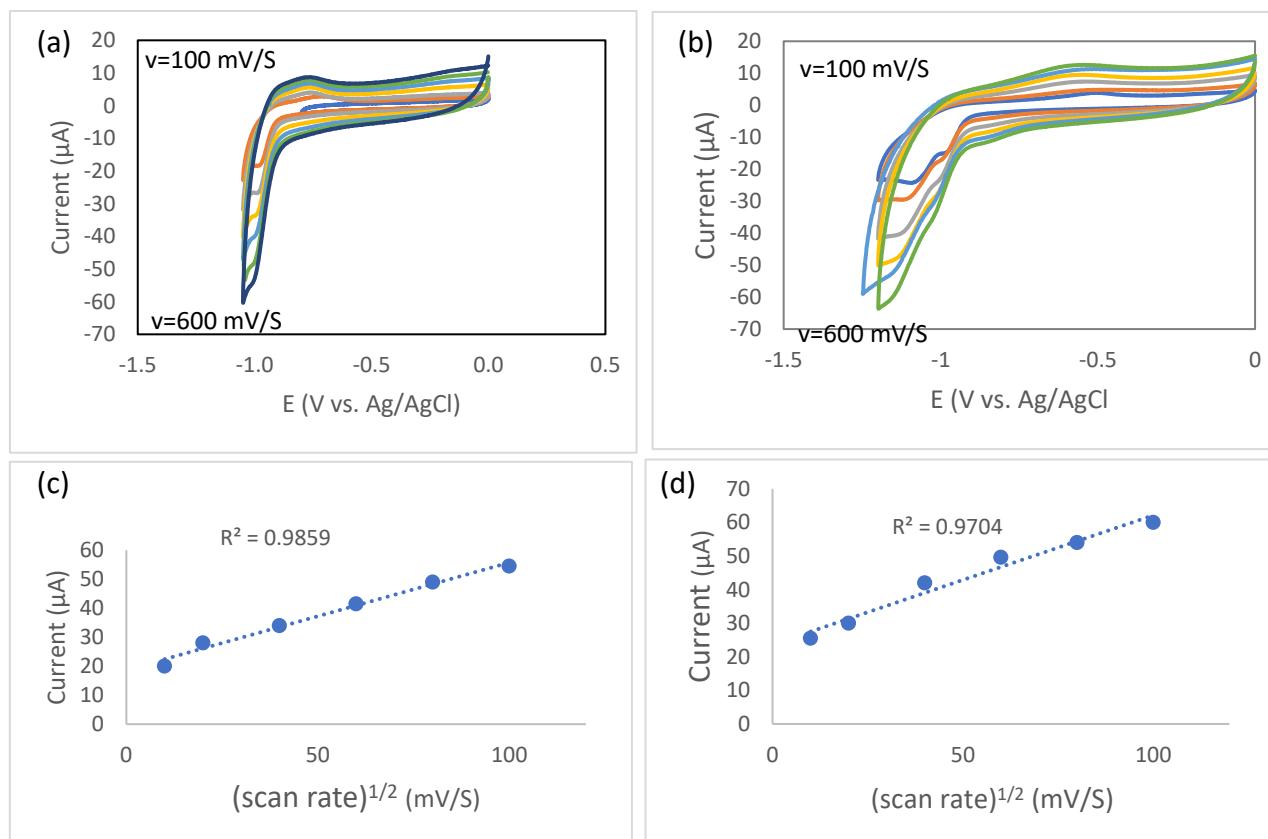 (a)
v=100 mV/S
20
10
0
-10
-20
-30
-40
-50
-60
-70
Current (µA)
v=600 mV/S
-1.5
-1.0
-0.5
0.0
0.5
E (V vs. Ag/AgCl)
(b)
v=100 mV/S
20
10
0
-10
-20
-30
-40
-50
-60
-70
Current (µA)
v=600 mV/S
-1.5
-1
-0.5
0
E (V vs. Ag/AgCl
(c)
R² = 0.9859
60
50
40
30
20
10
0
Current (µA)
0
50
100
(scan rate)^{1/2} (mV/S)
(d)
R² = 0.9704
70
60
50
40
30
20
10
0
Current (µA)
0
50
100
(scan rate)^{1/2} (mV/S)